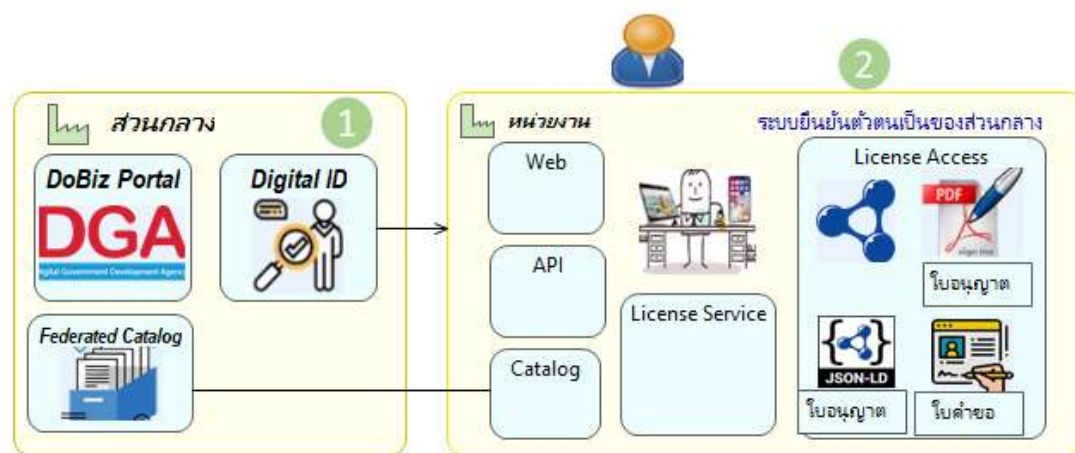 2
ส่วนกลาง
1
หน่วยงาน
ระบบยืนยันตัวตนเป็นของส่วนกลาง
DoBiz Portal
DGA
Digital Government Development Agency
Digital ID
Web
License Access
PDF
API
ใบอนุญาต
License Service
Federated Catalog
Catalog
JSON-LD
ใบอนุญาต
ใบคำขอ